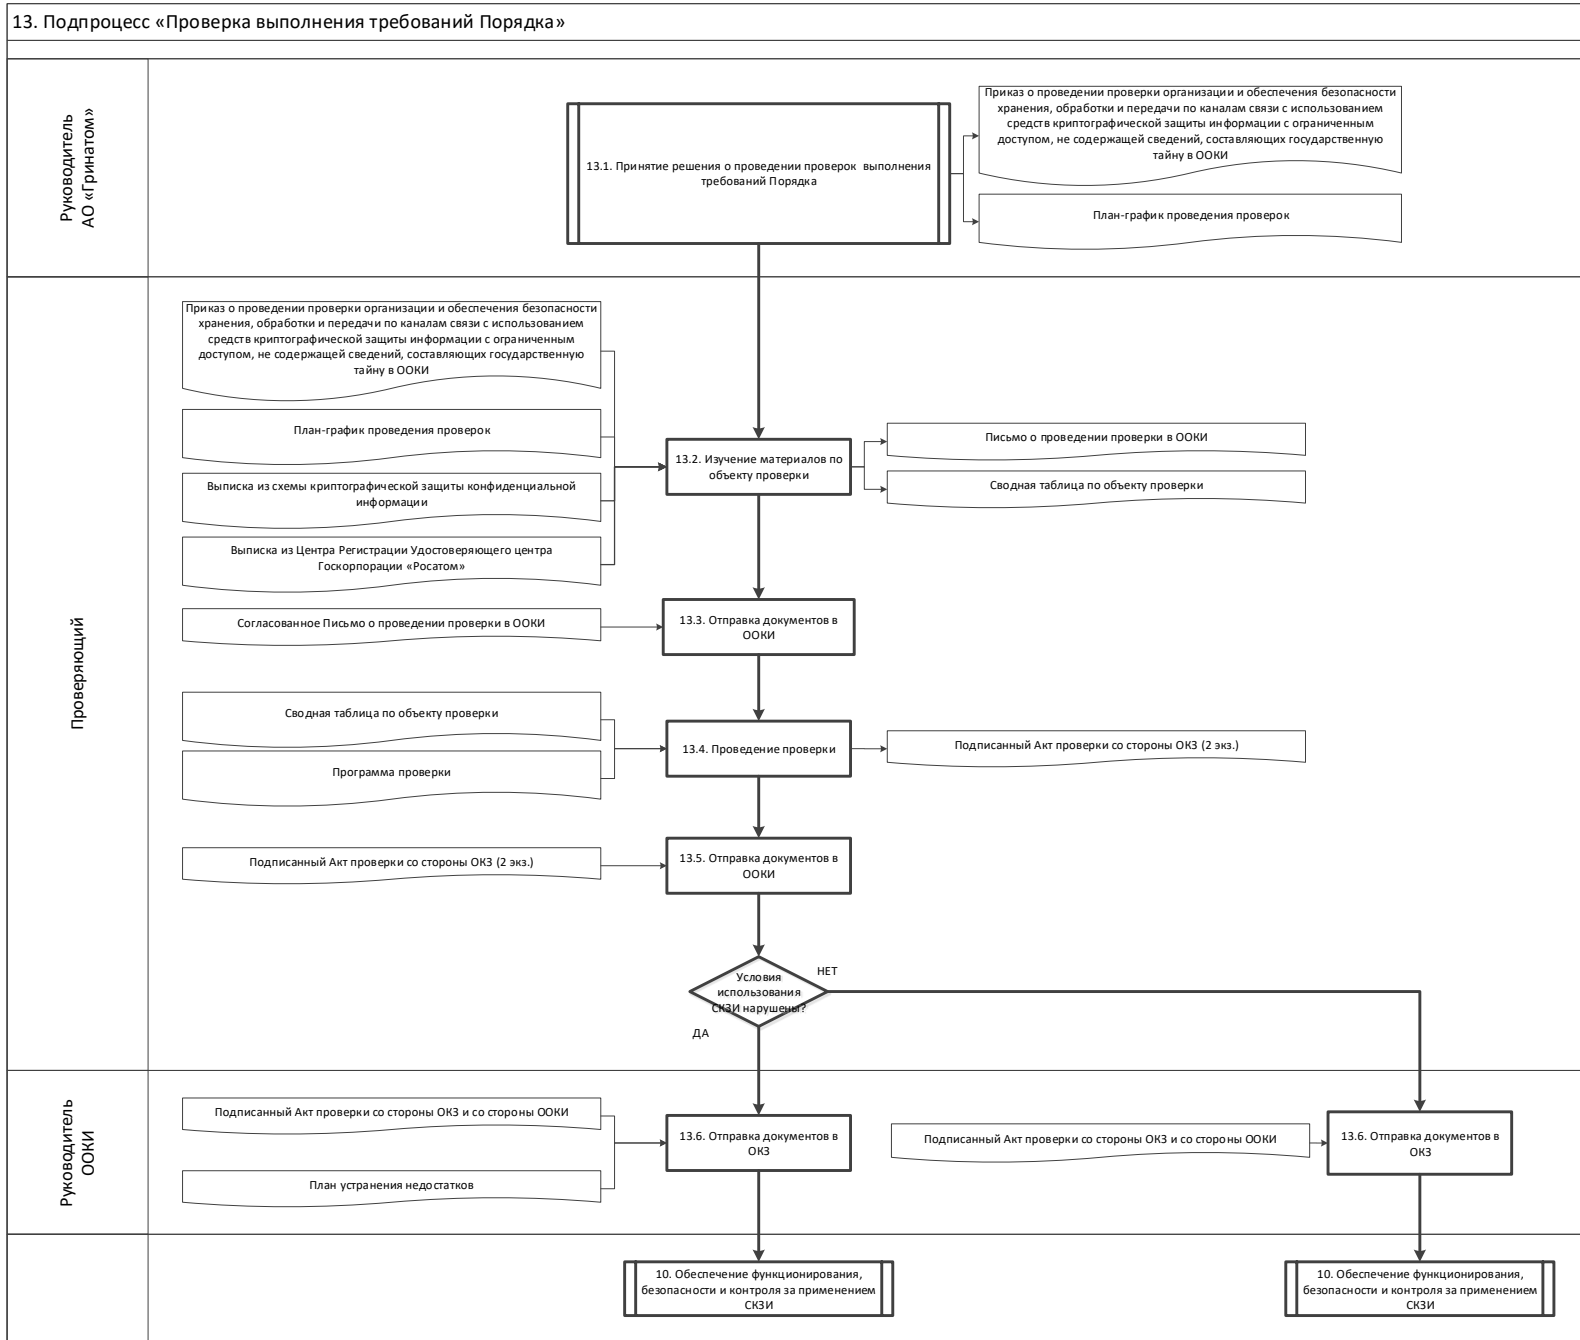 13. Подпроцесс «Проверка выполнения требований Порядка»
Руководитель
АО «Гринатом»
13.1. Принятие решения о проведении проверок выполнения
требований Порядка
Приказ о проведении проверки организации и обеспечения безопасности
хранения, обработки и передачи по каналам связи с использованием
средств криптографической защиты информации с ограниченным
доступом, не содержащей сведений, составляющих государственную
тайну в ООКИ
План-график проведения проверок
Проверяющий
Приказ о проведении проверки организации и обеспечения безопасности
хранения, обработки и передачи по каналам связи с использованием
средств криптографической защиты информации с ограниченным
доступом, не содержащей сведений, составляющих государственную
тайну в ООКИ
План-график проведения проверок
Выписка из схемы криптографической защиты конфиденциальной
информации
Выписка из Центра Регистрации Удостоверяющего центра
Госкорпорации «Росатом»
13.2. Изучение материалов по
объекту проверки
Письмо о проведении проверки в ООКИ
Сводная таблица по объекту проверки
Согласованное Письмо о проведении проверки в ООКИ
13.3. Отправка документов в
ООКИ
Сводная таблица по объекту проверки
Программа проверки
13.4. Проведение проверки
Подписанный Акт проверки со стороны ОКЗ (2 экз.)
Подписанный Акт проверки со стороны ОКЗ (2 экз.)
13.5. Отправка документов в
ООКИ
Условия
использования
СКЗИ нарушены?
НЕТ
ДА
Руководитель
ООКИ
Подписанный Акт проверки со стороны ОКЗ и со стороны ООКИ
План устранения недостатков
13.6. Отправка документов в
ОКЗ
Подписанный Акт проверки со стороны ОКЗ и со стороны ООКИ
13.6. Отправка документов в
ОКЗ
10. Обеспечение функционирования,
безопасности и контроля за применением
СКЗИ
10. Обеспечение функционирования,
безопасности и контроля за применением
СКЗИ